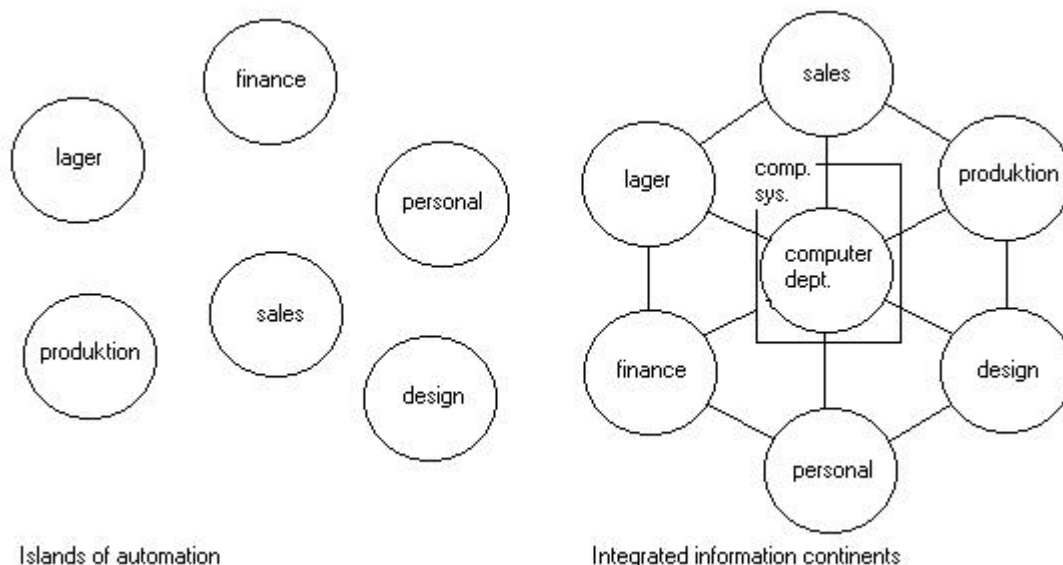 finance
lager
personal
sales
produktion
design
Islands of automation
sales
lager
comp.
sys.
produktion
computer
dept.
finance
design
personal
Integrated information continents